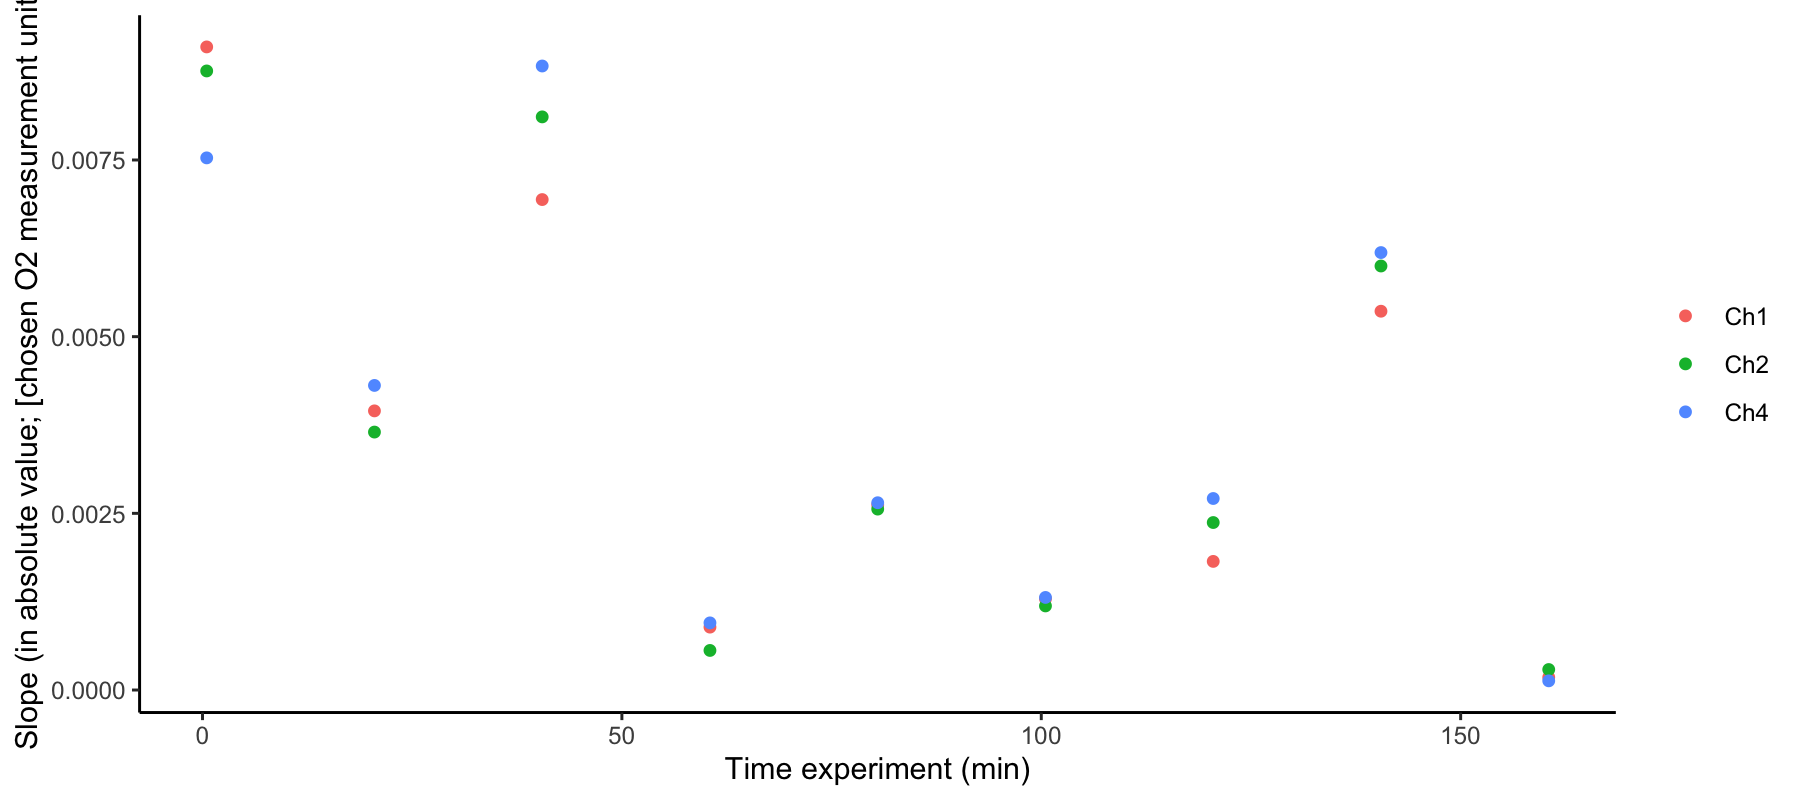 Slope (in absolute value; [chosen O2 measurement unit
0.0075
0.0050
0.0025
0.0000
0
50
100
150
Time experiment (min)
Ch1
Ch2
Ch4